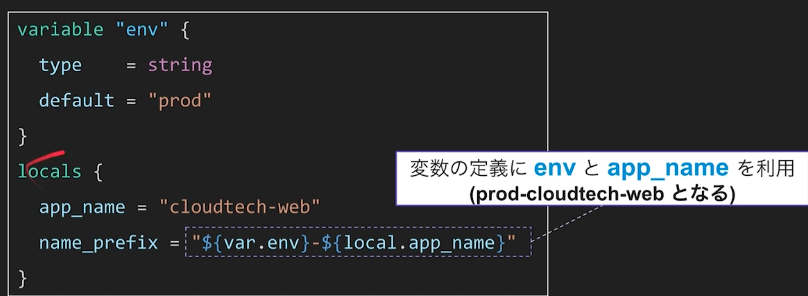 variable "env" {
type = string
default = "prod"
}
locals {
app_name = "cloudtech-web"
name_prefix = "${var.env}-${local.app_name}"
}
変数の定義に env と app_name を利用
(prod-cloudtech-web となる)